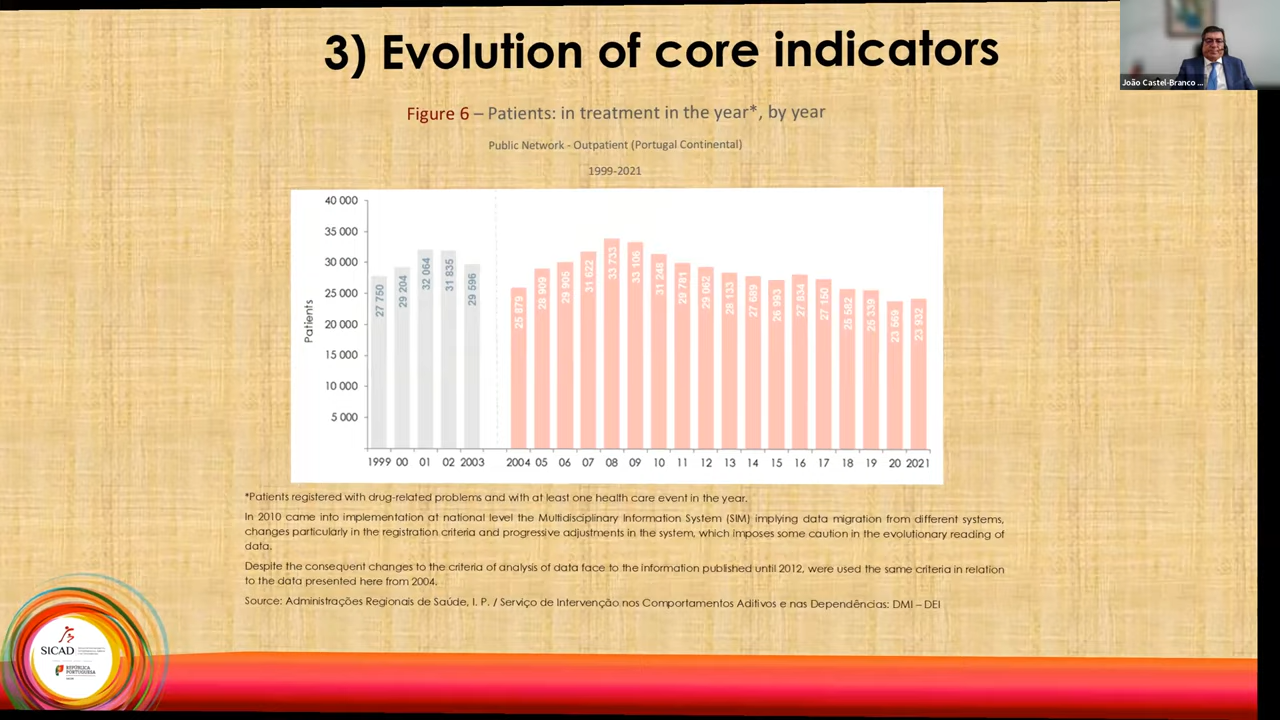 3) Evolution of core indicators
João Castel-Branco ...
Figure 6 – Patients: in treatment in the year*, by year
Public Network - Outpatient (Portugal Continental)
1999-2021
40 000
35 000
30 000
25 000
20 000
15 000
10 000
5 000
Patients
27 750
29 204
32 064
31 835
29 596
25 879
28 909
29 905
31 622
33 733
33 106
31 248
29 781
29 062
28 133
27 689
26 993
27 834
27 150
25 582
25 339
23 569
23 932
1999 00 01 02 2003 2004 05 06 07 08 09 10 11 12 13 14 15 16 17 18 19 20 2021
*Patients registered with drug-related problems and with at least one health care event in the year.
In 2010 came into implementation at national level the Multidisciplinary Information System (SIM) implying data migration from different systems,
changes particularly in the registration criteria and progressive adjustments in the system, which imposes some caution in the evolutionary reading of
data.
Despite the consequent changes to the criteria of analysis of data face to the information published until 2012, were used the same criteria in relation
to the data presented here from 2004.
Source: Administrações Regionais de Saúde, I. P. / Serviço de Intervenção nos Comportamentos Aditivos e nas Dependências: DMI – DEI
SICAD
REPÚBLICA
PORTUGUESA